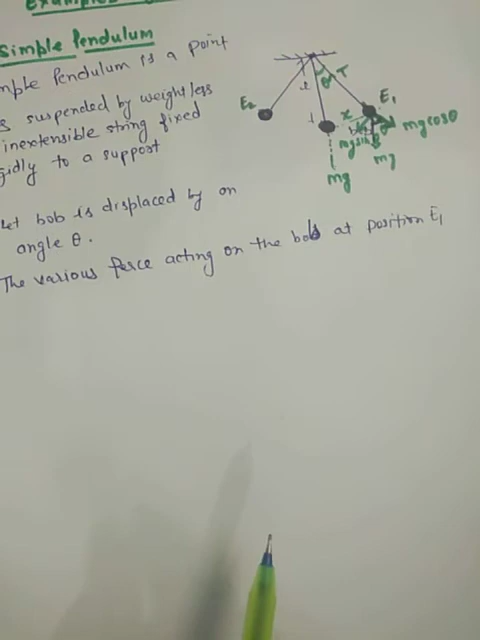 Simple Pendulum
mple Pendulum is a point
suspended by weightless
inextensible string fixed
gidly to a support
Let bob is displaced by an
angle θ.
The various force acting on the bob at position E1
E2
E1
θ
T
l
x
mg cosθ
mg sinθ
mg
mg